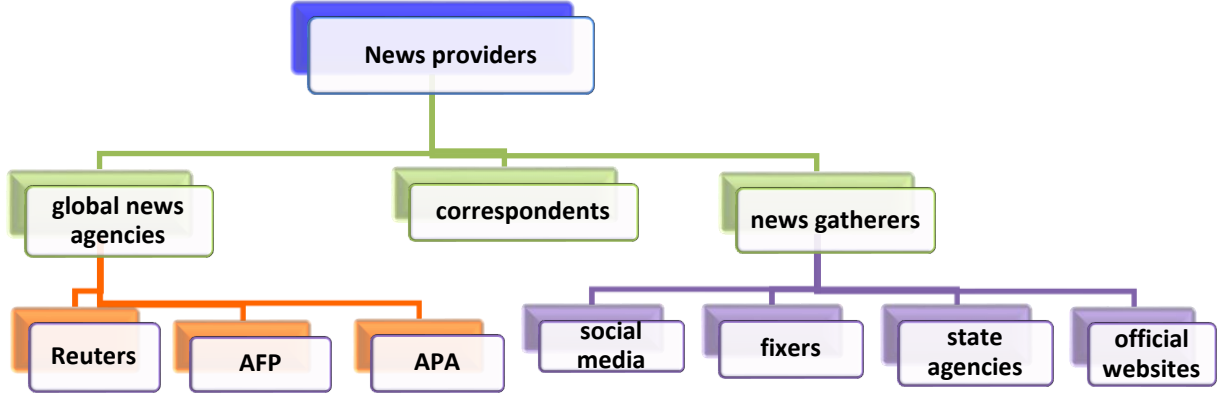 News providers
global news
agencies
correspondents
news gatherers
Reuters
AFP
APA
social
media
fixers
state
agencies
official
websites